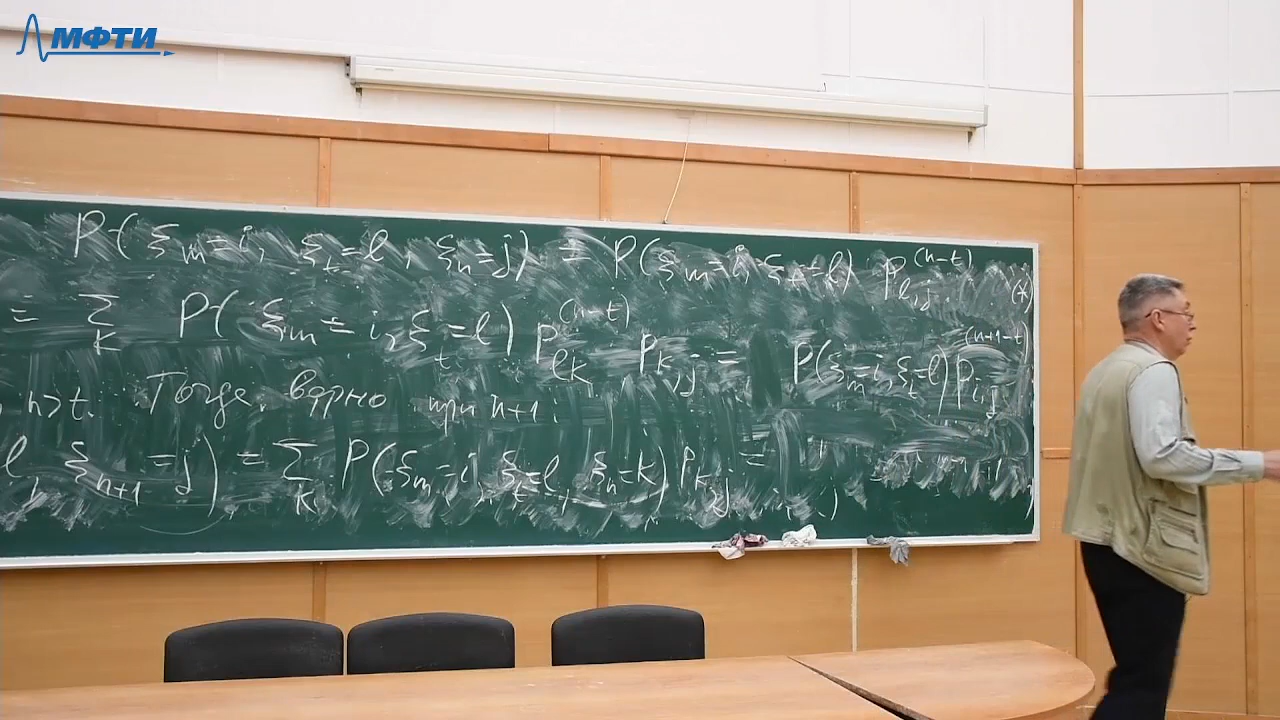 МФТИ
P(ξ_m=i, ξ_t=l, ξ_n=j) = P(ξ_m=i, ξ_t=l) p_{l,j}^{(n-t)} (*)
= Σ_k P(ξ_m=i, ξ_t=l) p_{lk}^{(n-t)} p_{k,j} = P(ξ_m=i, ξ_t=l) p_{i,j}^{(n+1-t)}
, n>t. Тогда верно при n+1.
l, ξ_{n+1}=j) = Σ_k P(ξ_m=i, ξ_t=l, ξ_n=k) p_{k,j} =